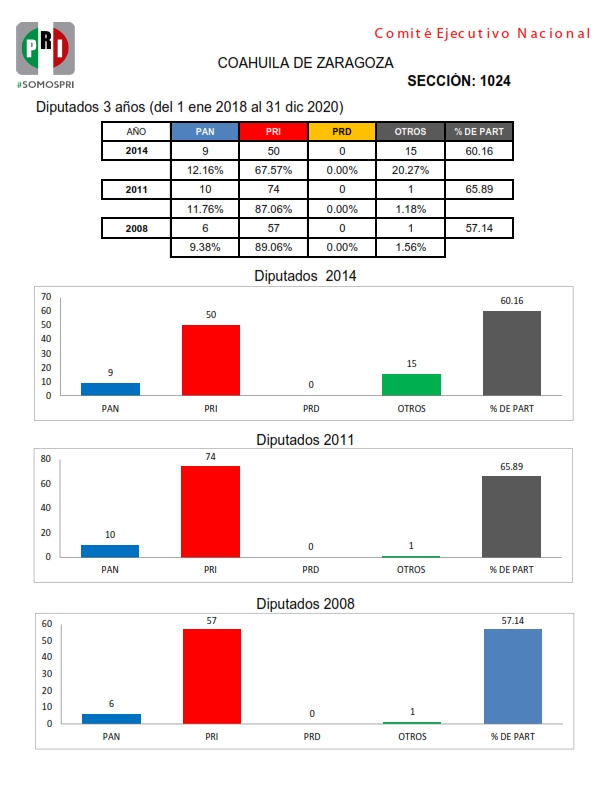 PRI
#SOMOSPRI
Comité Ejecutivo Nacional
COAHUILA DE ZARAGOZA
SECCIÓN: 1024
Diputados 3 años (del 1 ene 2018 al 31 dic 2020)
AÑO PAN PRI PRD OTROS % DE PART
2014 9 50 0 15 60.16
12.16% 67.57% 0.00% 20.27%
2011 10 74 0 1 65.89
11.76% 87.06% 0.00% 1.18%
2008 6 57 0 1 57.14
9.38% 89.06% 0.00% 1.56%
Diputados 2014
70
60
50
40
30
20
10
0
9
50
0
15
60.16
PAN PRI PRD OTROS % DE PART
Diputados 2011
80
60
40
20
0
10
74
0
1
65.89
PAN PRI PRD OTROS % DE PART
Diputados 2008
60
50
40
30
20
10
0
6
57
0
1
57.14
PAN PRI PRD OTROS % DE PART